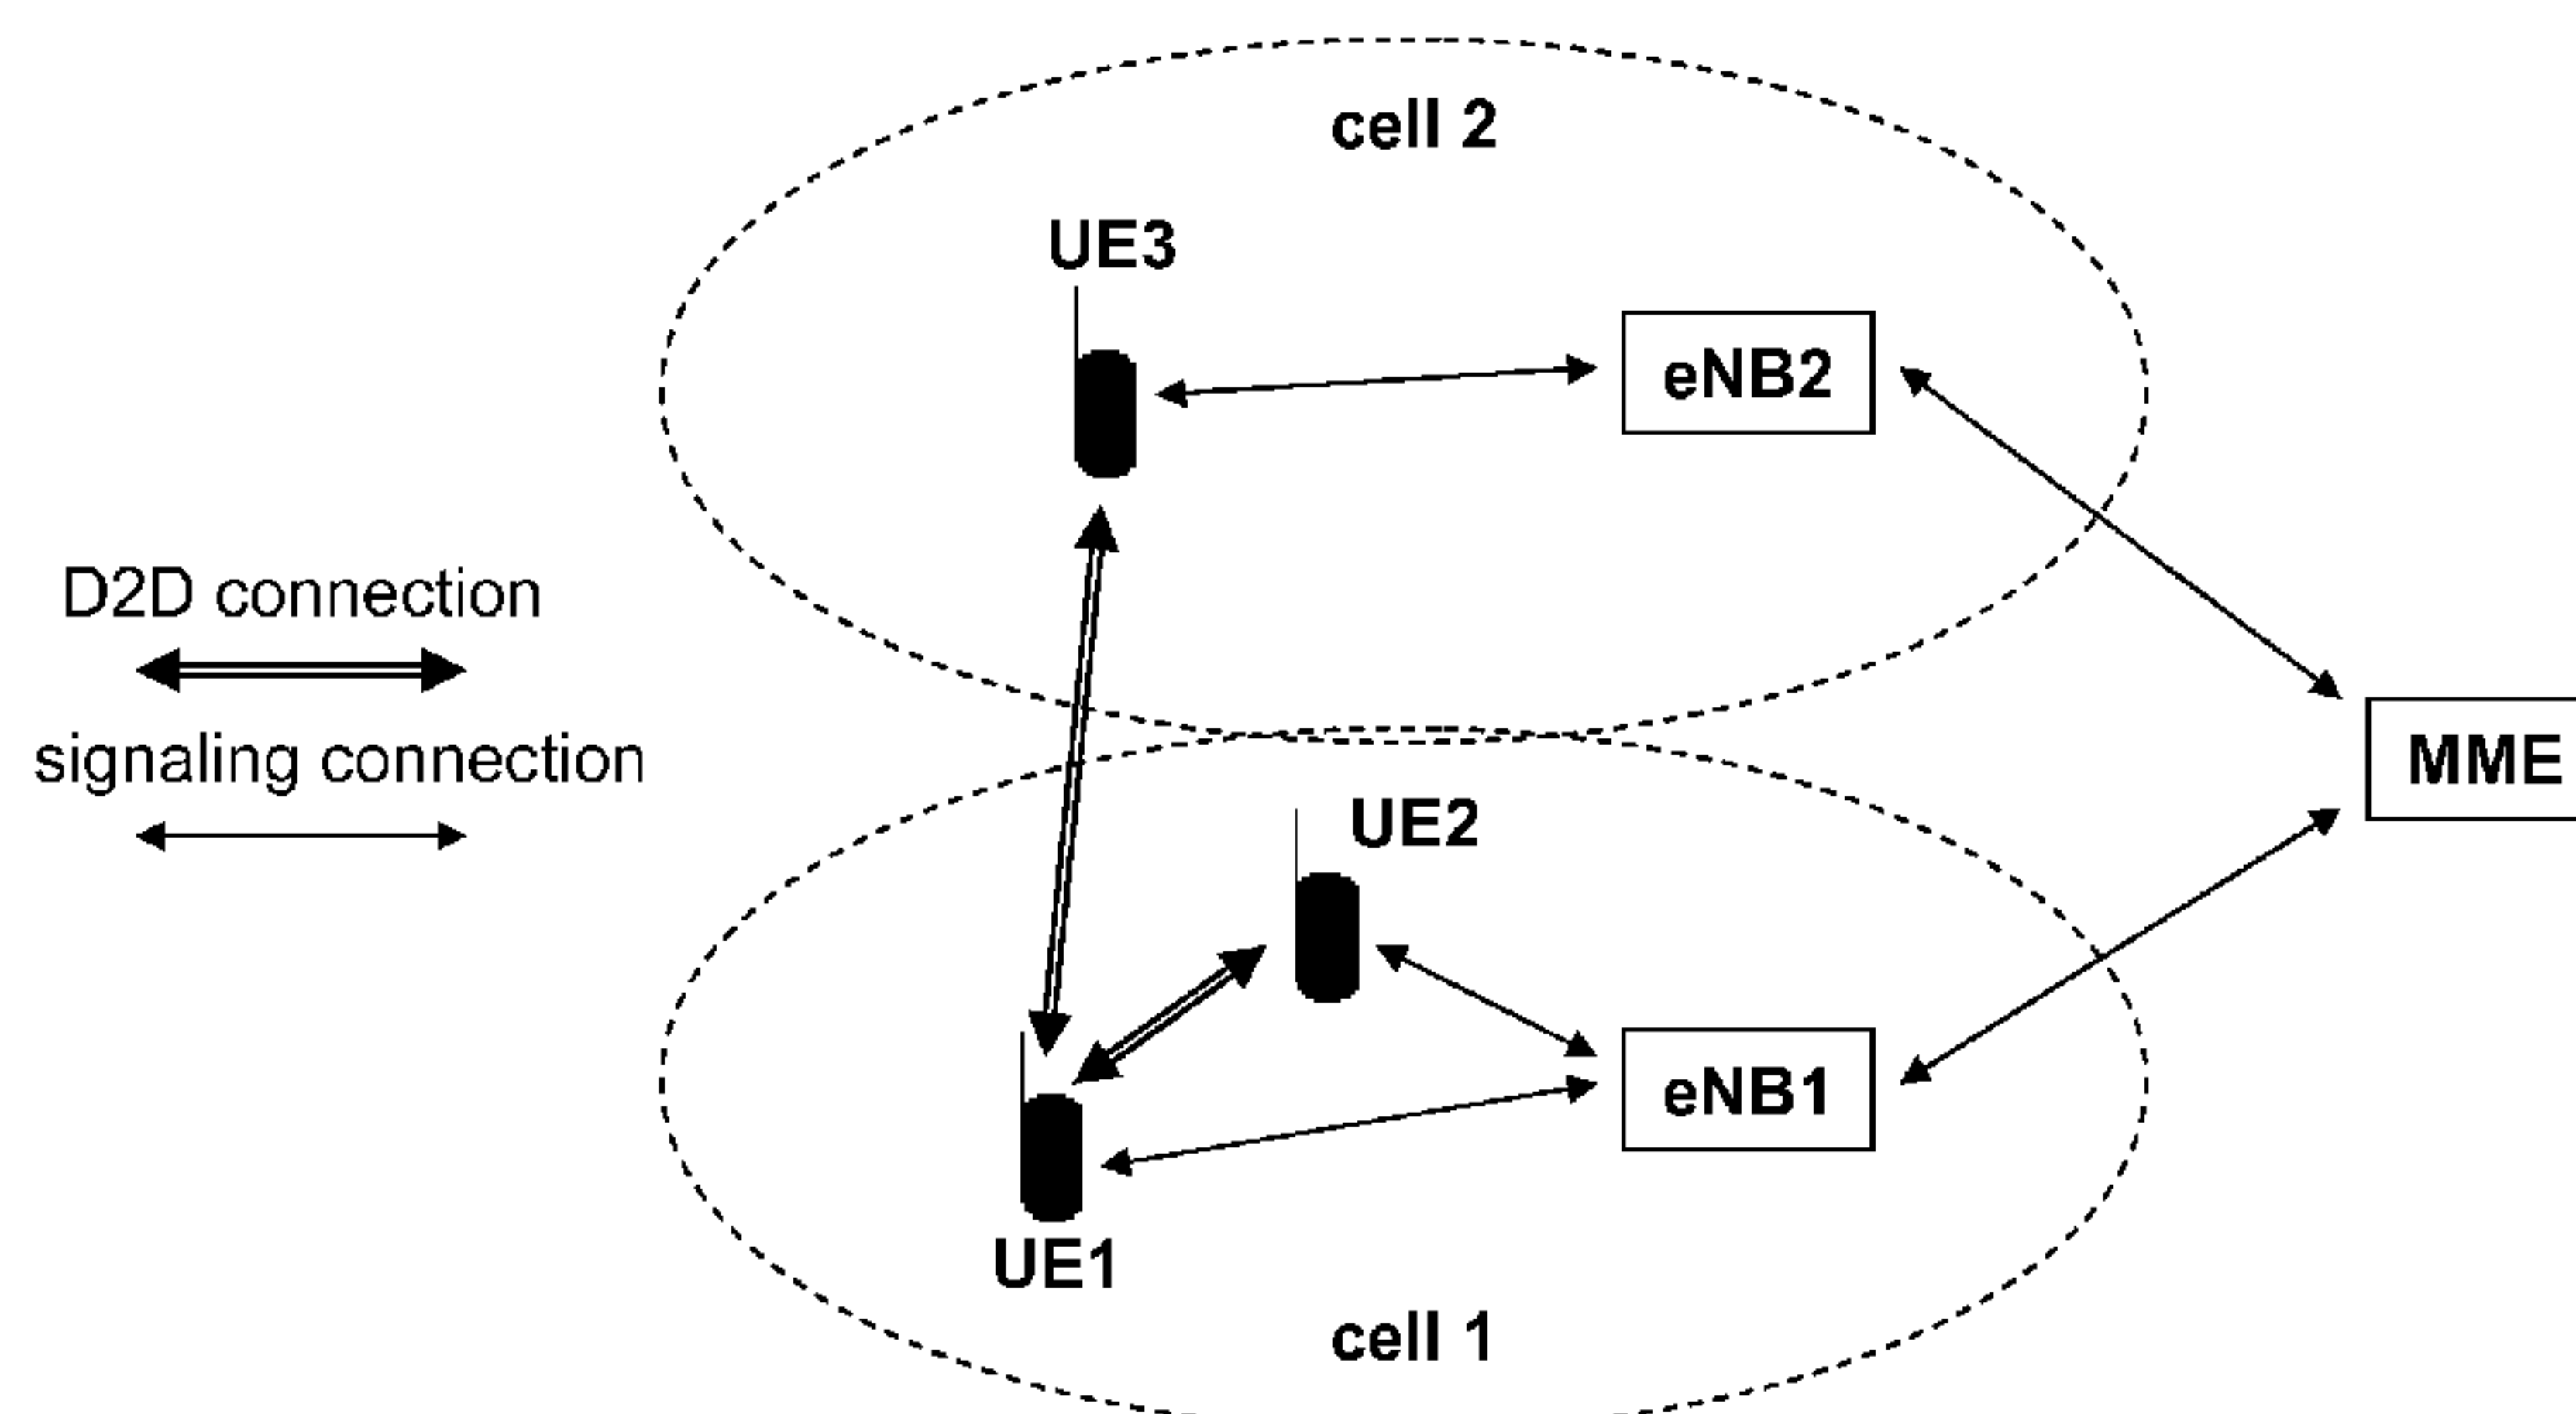 cell 2
UE3
eNB2
D2D connection
signaling connection
MME
UE2
eNB1
UE1
cell 1